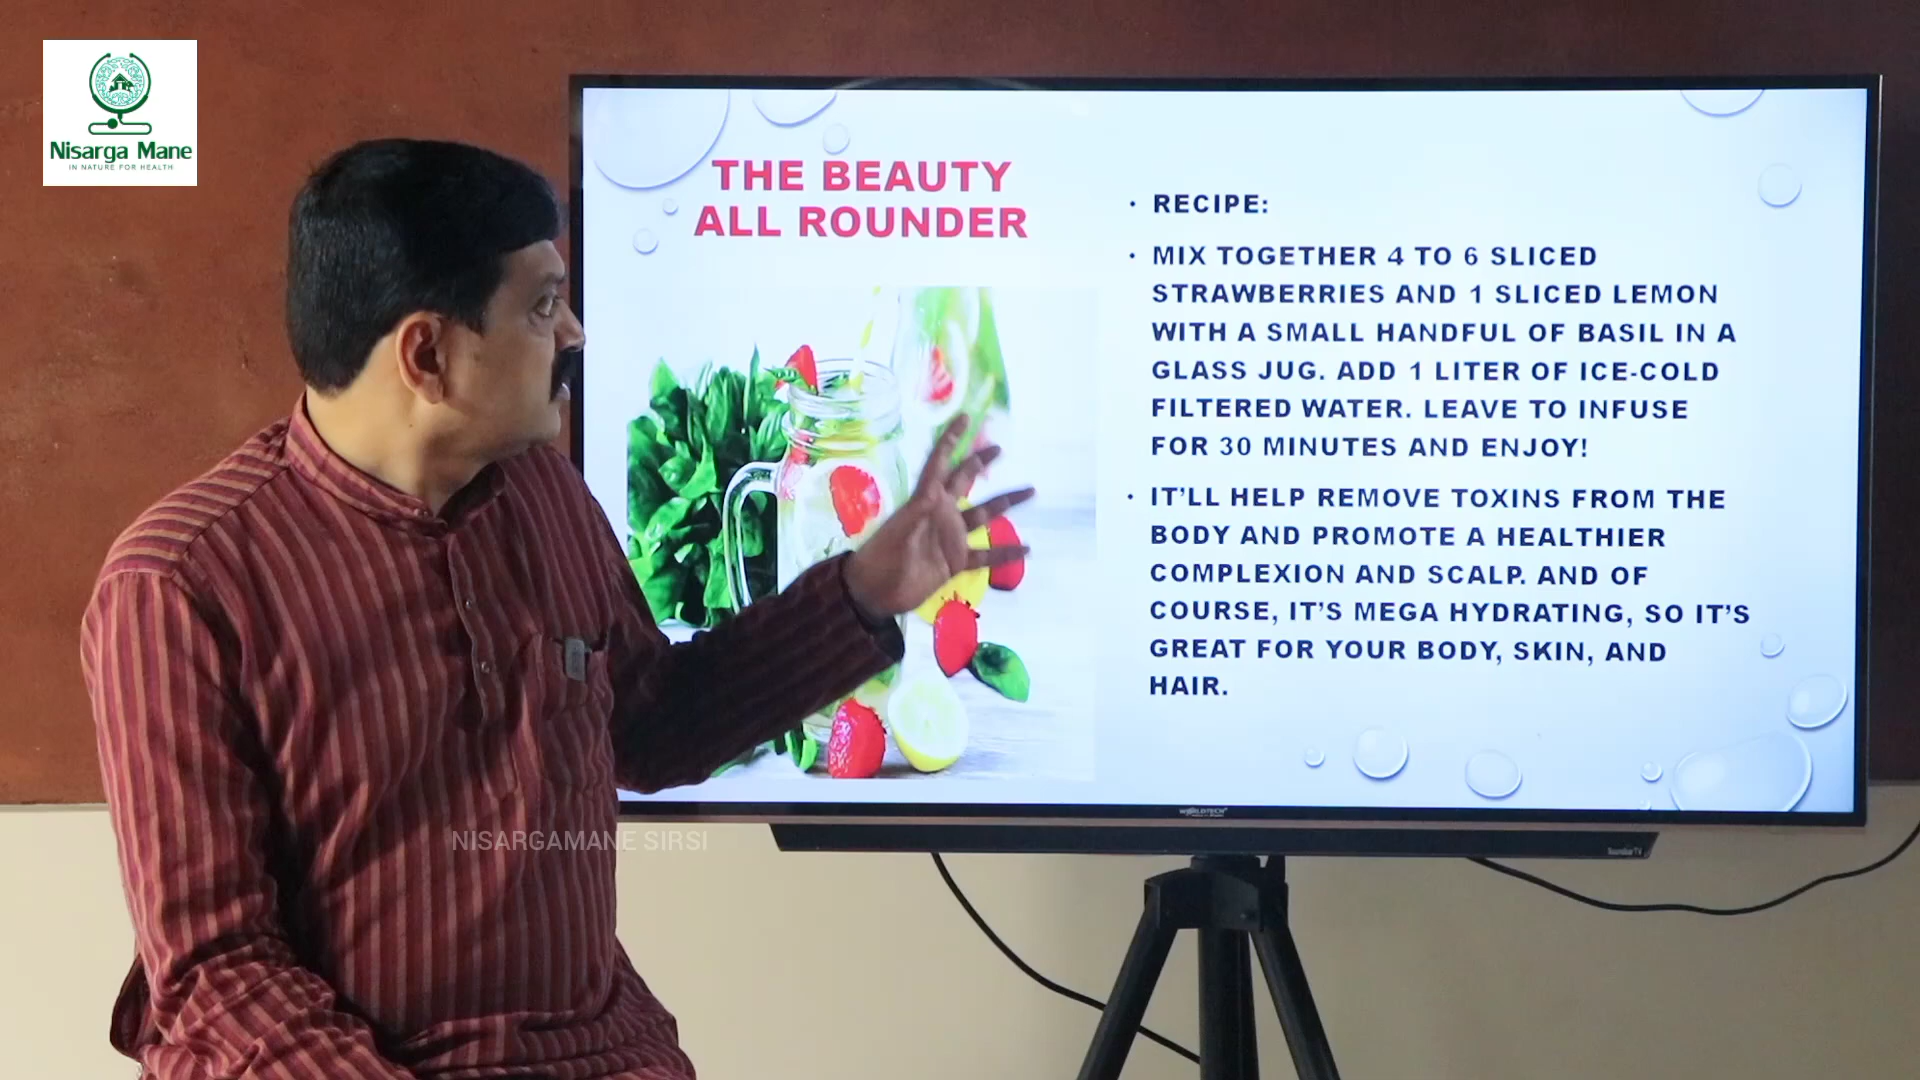 Nisarga Mane
IN NATURE FOR HEALTH
THE BEAUTY
ALL ROUNDER
• RECIPE:
• MIX TOGETHER 4 TO 6 SLICED
STRAWBERRIES AND 1 SLICED LEMON
WITH A SMALL HANDFUL OF BASIL IN A
GLASS JUG. ADD 1 LITER OF ICE-COLD
FILTERED WATER. LEAVE TO INFUSE
FOR 30 MINUTES AND ENJOY!
• IT’LL HELP REMOVE TOXINS FROM THE
BODY AND PROMOTE A HEALTHIER
COMPLEXION AND SCALP. AND OF
COURSE, IT’S MEGA HYDRATING, SO IT’S
GREAT FOR YOUR BODY, SKIN, AND
HAIR.
NISARGAMANE SIRSI